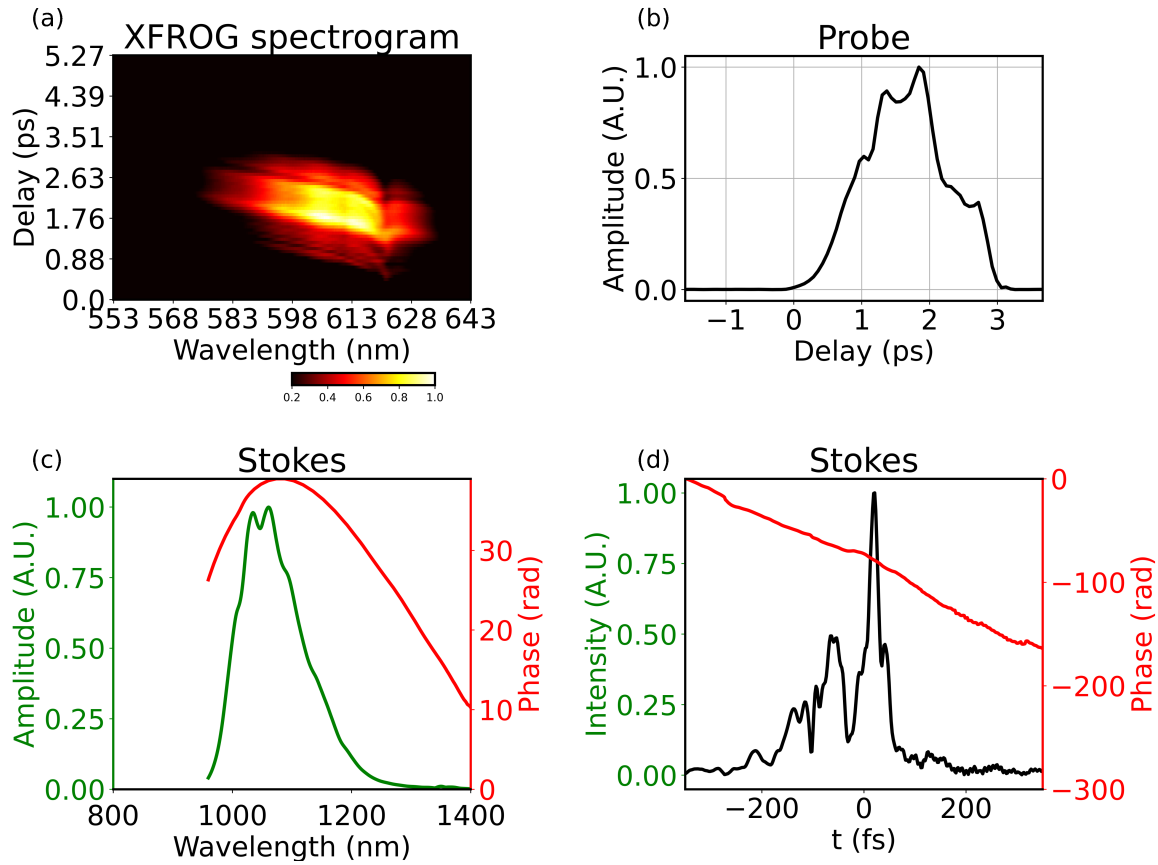 (a)
XFROG spectrogram
5.27
4.39
3.51
2.63
1.76
0.88
0.0
Delay (ps)
553 568 583 598 613 628 643
Wavelength (nm)
0.2 0.4 0.6 0.8 1.0
(b)
Probe
1.0
0.5
0.0
Amplitude (A.U.)
−1 0 1 2 3
Delay (ps)
(c)
Stokes
1.00
0.75
0.50
0.25
0.00
Amplitude (A.U.)
30
20
10
0
Phase (rad)
800 1000 1200 1400
Wavelength (nm)
(d)
Stokes
1.00
0.75
0.50
0.25
0.00
Intensity (A.U.)
0
−100
−200
−300
Phase (rad)
−200 0 200
t (fs)